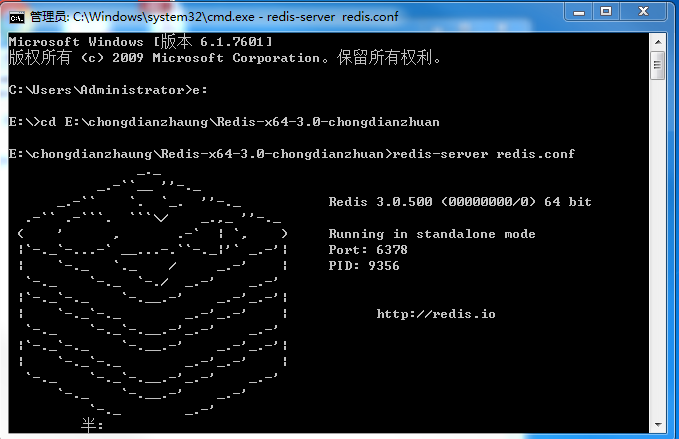 管理员: C:\Windows\system32\cmd.exe - redis-server redis.conf
Microsoft Windows [版本 6.1.7601]
版权所有 (c) 2009 Microsoft Corporation。保留所有权利。
C:\Users\Administrator>e:
E:\>cd E:\chongdianzhaung\Redis-x64-3.0-chongdianzhuan
E:\chongdianzhaung\Redis-x64-3.0-chongdianzhuan>redis-server redis.conf
Redis 3.0.500 (00000000/0) 64 bit
Running in standalone mode
Port: 6378
PID: 9356
http://redis.io
半: